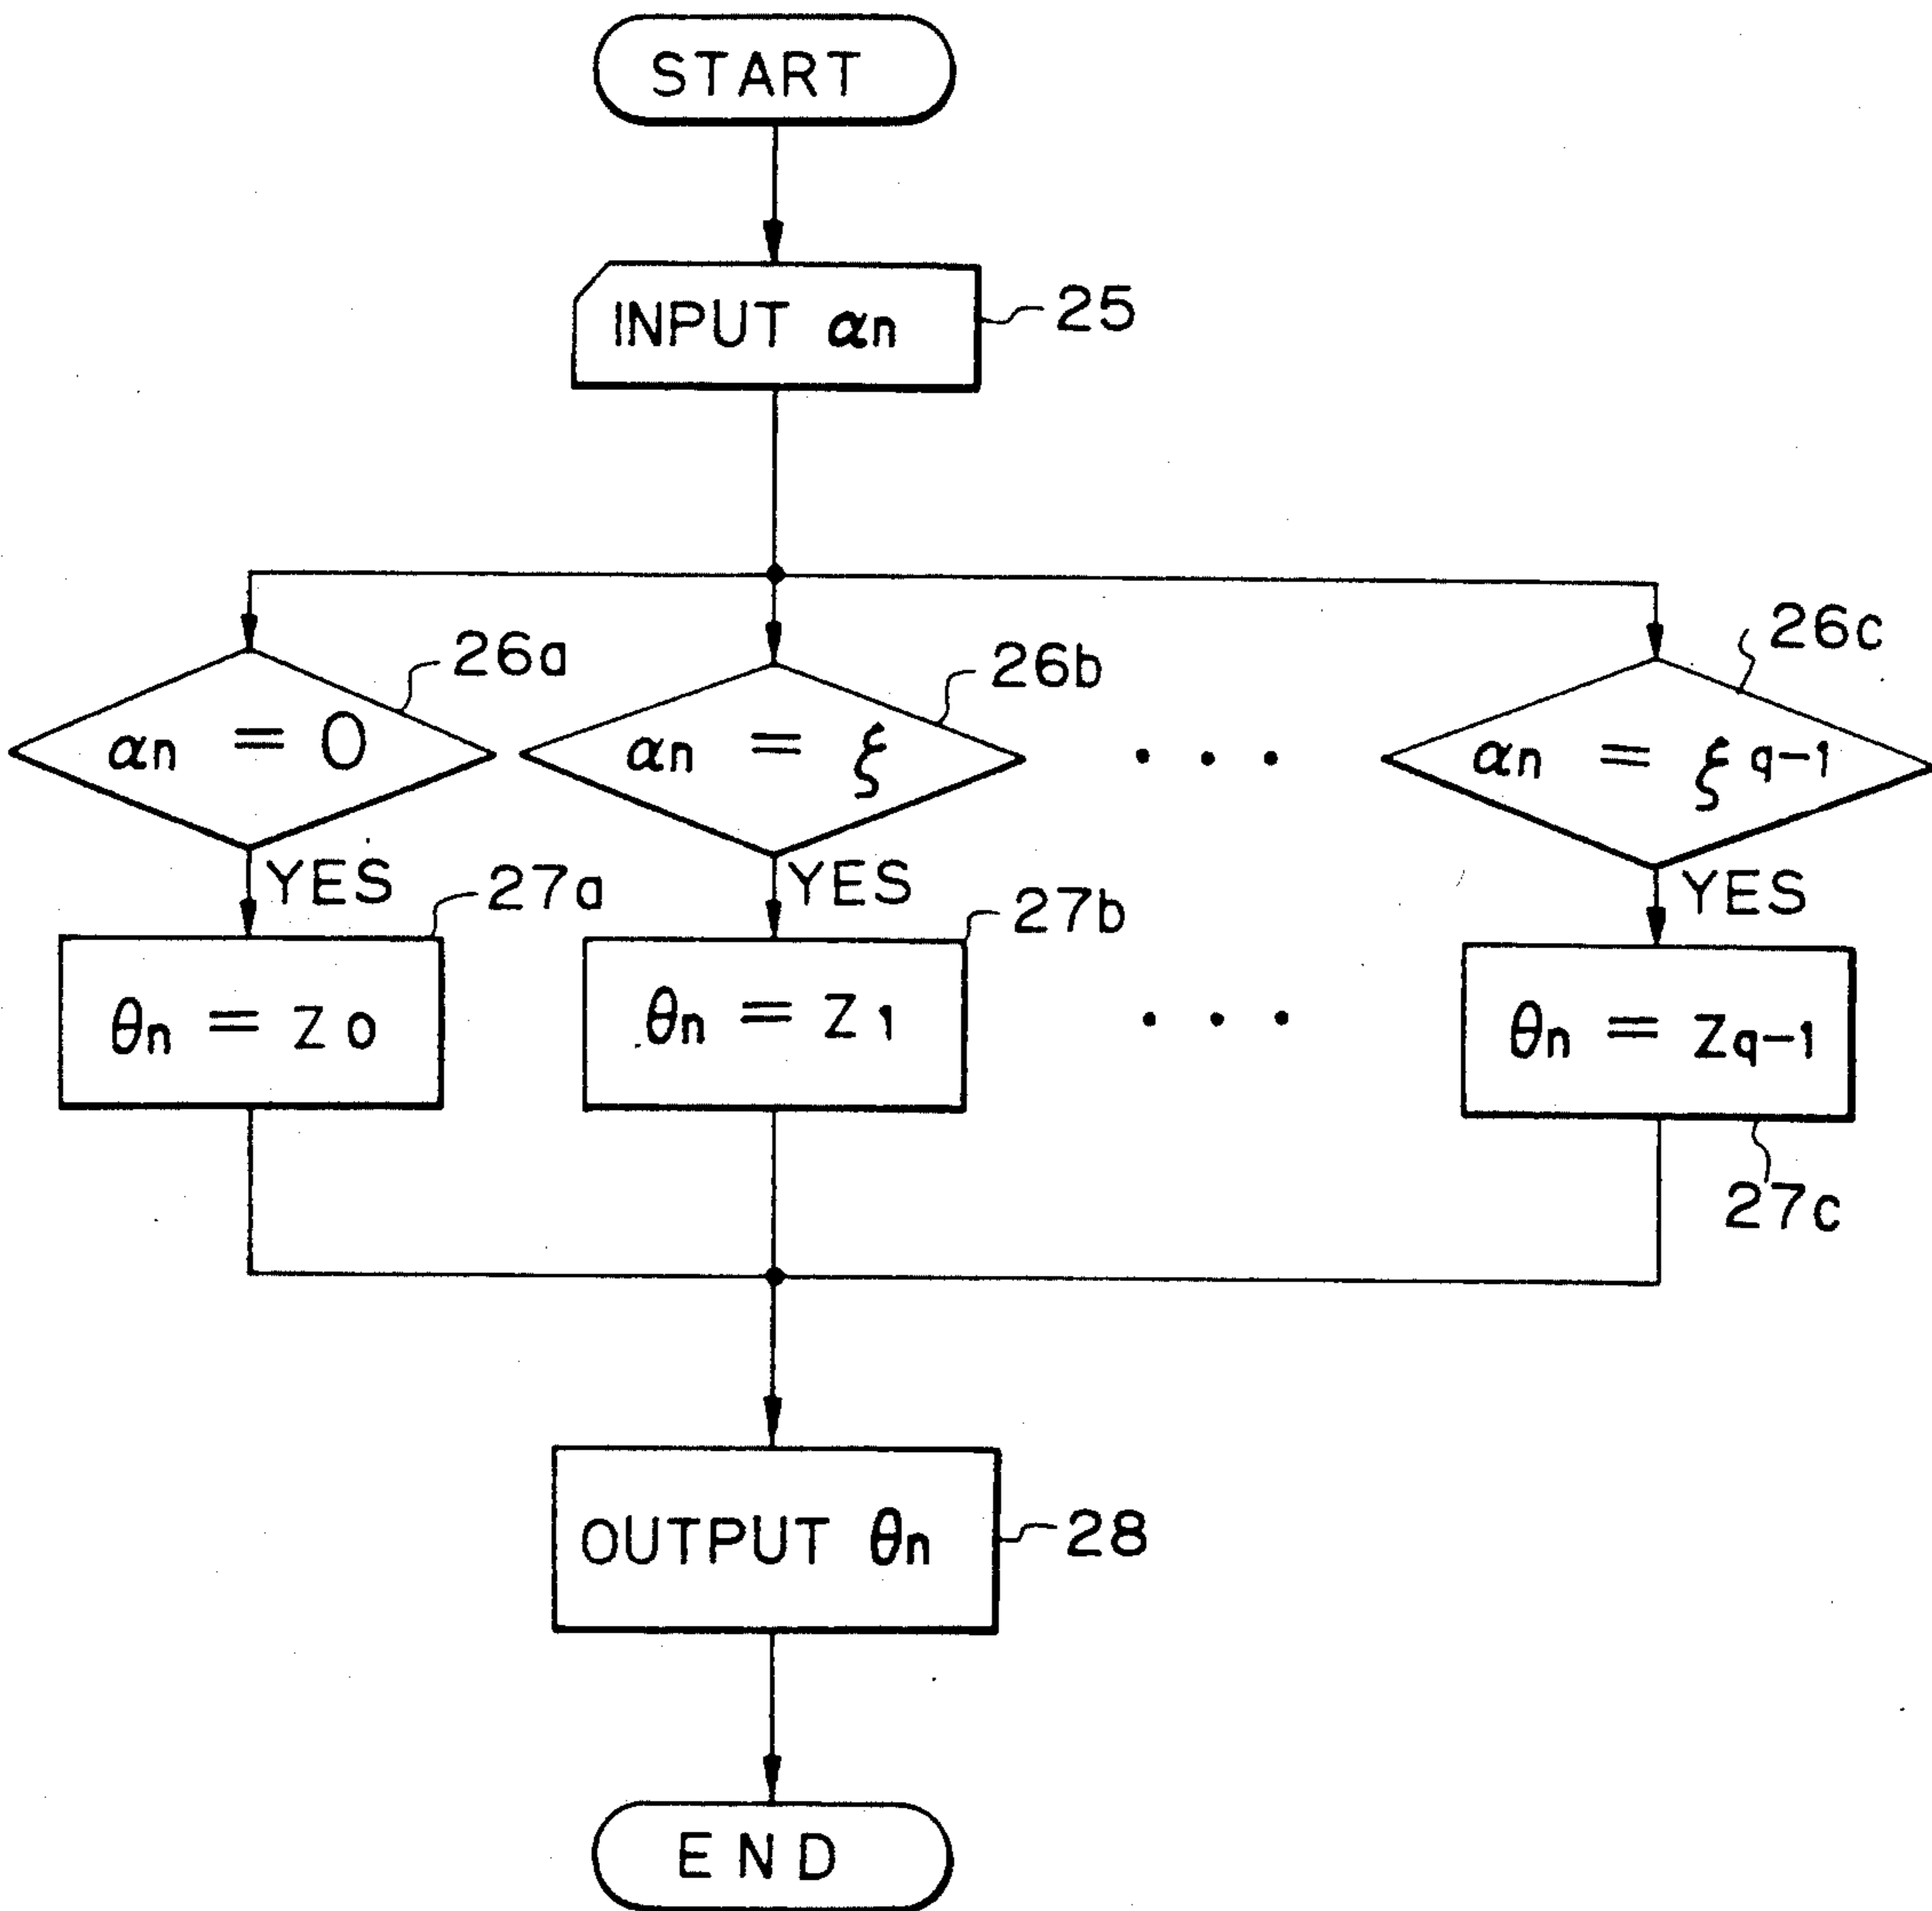 START
INPUT αn
25
26a
26b
26c
αn = 0
αn = ξ
• • •
αn = ξ q-1
YES
YES
YES
27a
27b
θn = Z0
θn = Z1
• • •
θn = Zq-1
27c
OUTPUT θn
28
END